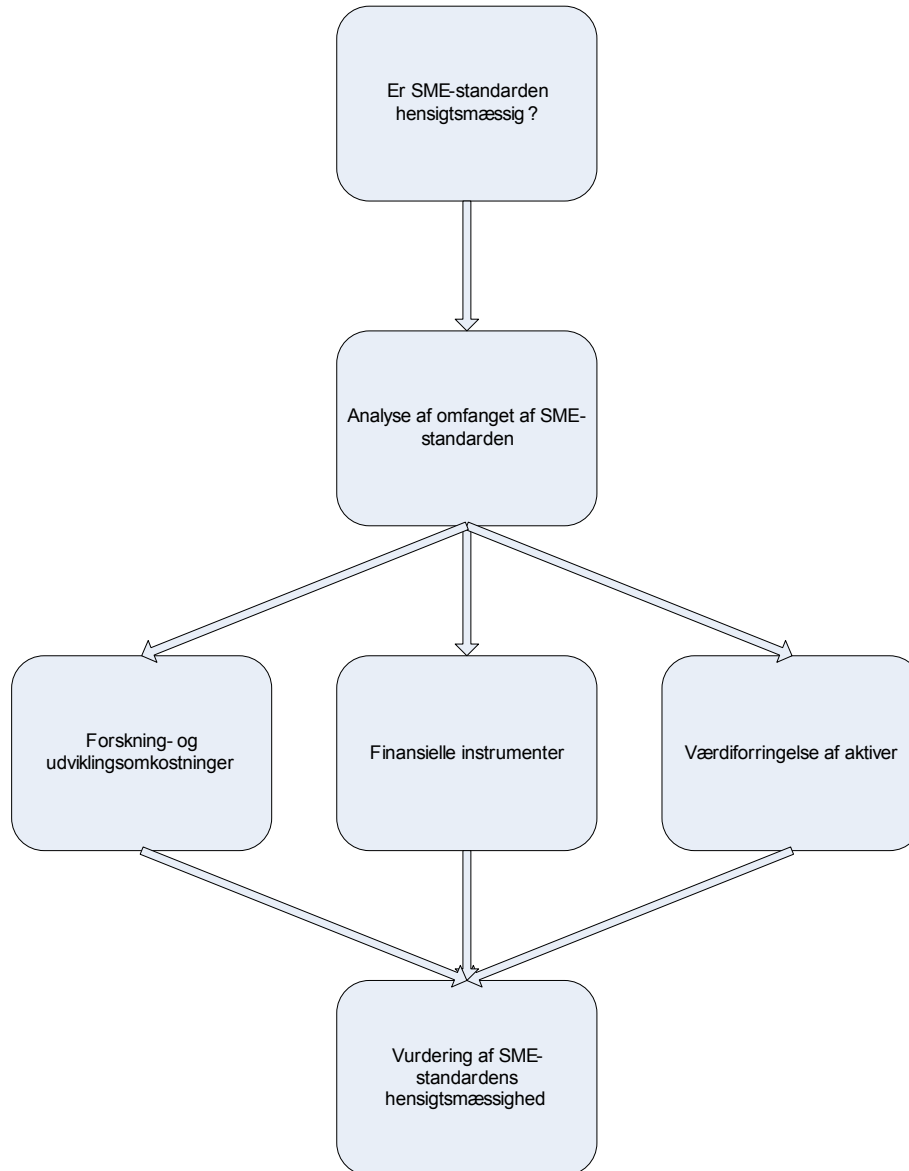 Er SME-standarden
hensigtsmæssig ?
Analyse af omfanget af SME-
standarden
Forskning- og
udviklingsomkostninger
Finansielle instrumenter
Værdiforringelse af aktiver
Vurdering af SME-
standardens
hensigtsmæssighed